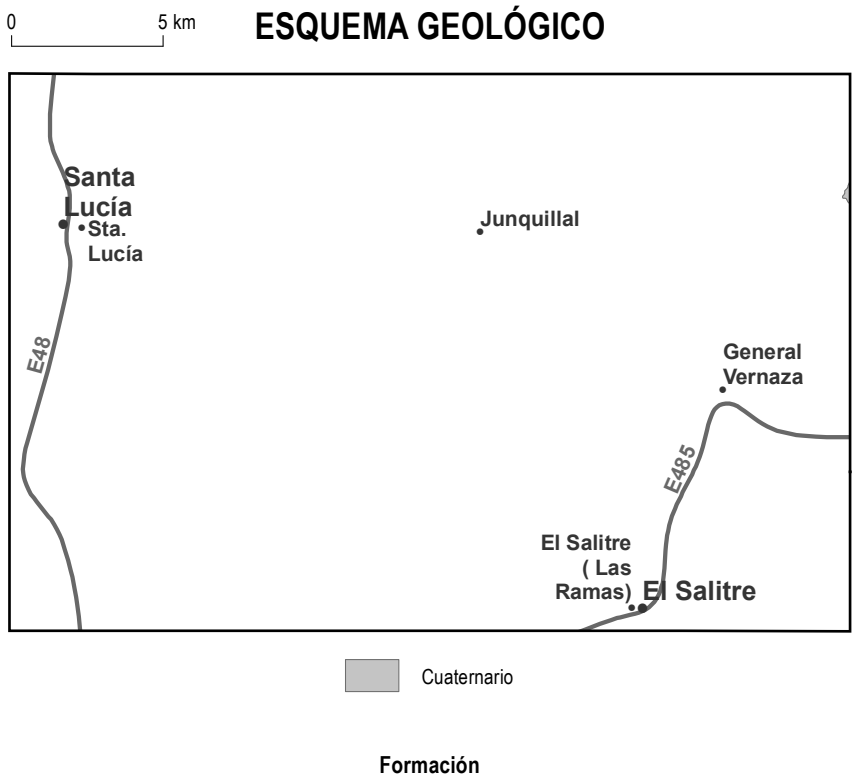 0 5 km
ESQUEMA GEOLÓGICO
Santa
Lucía
Sta.
Lucía
Junquillal
E48
General
Vernaza
E485
El Salitre
( Las
Ramas)
El Salitre
Cuaternario
Formación